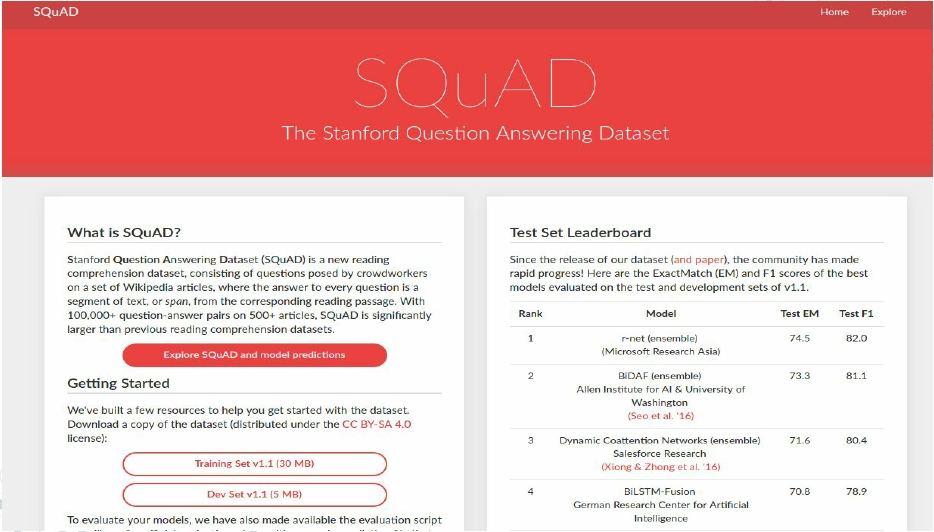 SQuAD
Home Explore
SQuAD
The Stanford Question Answering Dataset
What is SQuAD?
Stanford Question Answering Dataset (SQuAD) is a new reading
comprehension dataset, consisting of questions posed by crowdworkers
on a set of Wikipedia articles, where the answer to every question is a
segment of text, or span, from the corresponding reading passage. With
100,000+ question-answer pairs on 500+ articles, SQuAD is significantly
larger than previous reading comprehension datasets.
Explore SQuAD and model predictions
Getting Started
We've built a few resources to help you get started with the dataset.
Download a copy of the dataset (distributed under the CC BY-SA 4.0
license):
Training Set v1.1 (30 MB)
Dev Set v1.1 (5 MB)
To evaluate your models, we have also made available the evaluation script
Test Set Leaderboard
Since the release of our dataset (and paper), the community has made
rapid progress! Here are the ExactMatch (EM) and F1 scores of the best
models evaluated on the test and development sets of v1.1.
Rank Model Test EM Test F1
1 r-net (ensemble) 74.5 82.0
(Microsoft Research Asia)
2 BiDAF (ensemble) 73.3 81.1
Allen Institute for AI & University of
Washington
(Seo et al. '16)
3 Dynamic Coattention Networks (ensemble) 71.6 80.4
Salesforce Research
(Xiong & Zhong et al. '16)
4 BiLSTM-Fusion 70.8 78.9
German Research Center for Artificial
Intelligence